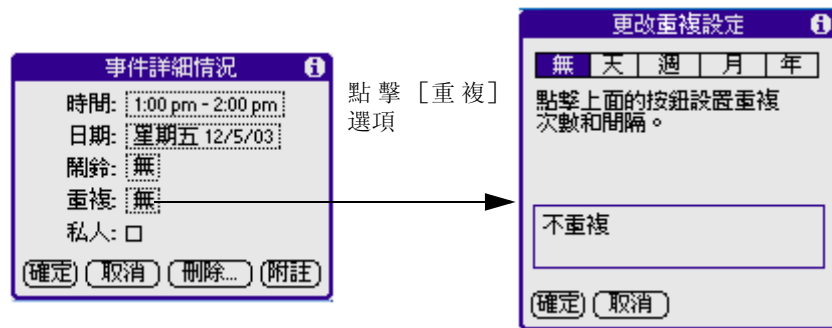 事件詳細情況
時間: 1:00 pm - 2:00 pm
日期: 星期五 12/5/03
鬧鈴: 無
重複: 無
私人:
確定 取消 刪除... 附註
點擊［重複］
選項
更改重複設定
無 天 週 月 年
點擊上面的按鈕設置重複
次數和間隔。
不重複
確定 取消